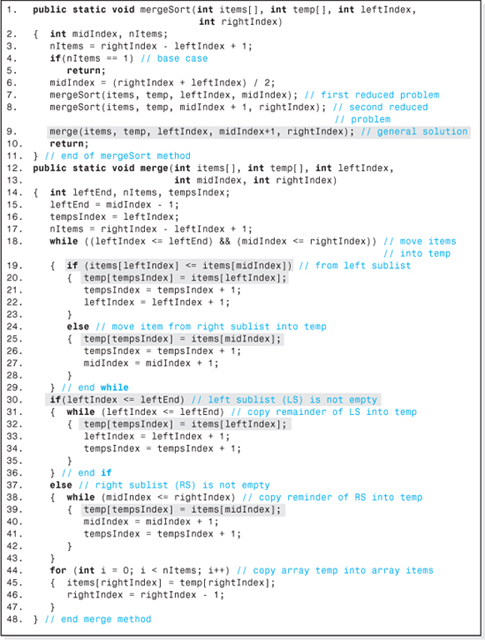 1. public static void mergeSort(int items[], int temp[], int leftIndex,
int rightIndex)
2. { int midIndex, nItems;
3. nItems = rightIndex - leftIndex + 1;
4. if(nItems == 1) // base case
5. return;
6. midIndex = (rightIndex + leftIndex) / 2;
7. mergeSort(items, temp, leftIndex, midIndex); // first reduced problem
8. mergeSort(items, temp, midIndex + 1, rightIndex); // second reduced
// problem
9. merge(items, temp, leftIndex, midIndex+1, rightIndex); // general solution
10. return;
11. } // end of mergeSort method
12. public static void merge(int items[], int temp[], int leftIndex,
13. int midIndex, int rightIndex)
14. { int leftEnd, nItems, tempsIndex;
15. leftEnd = midIndex - 1;
16. tempsIndex = leftIndex;
17. nItems = rightIndex - leftIndex + 1;
18. while ((leftIndex <= leftEnd) && (midIndex <= rightIndex)) // move items
// into temp
19. { if (items[leftIndex] <= items[midIndex]) // from left sublist
20. { temp[tempsIndex] = items[leftIndex];
21. tempsIndex = tempsIndex + 1;
22. leftIndex = leftIndex + 1;
23. }
24. else // move item from right sublist into temp
25. { temp[tempsIndex] = items[midIndex];
26. tempsIndex = tempsIndex + 1;
27. midIndex = midIndex + 1;
28. }
29. } // end while
30. if(leftIndex <= leftEnd) // left sublist (LS) is not empty
31. { while (leftIndex <= leftEnd) // copy remainder of LS into temp
32. { temp[tempsIndex] = items[leftIndex];
33. leftIndex = leftIndex + 1;
34. tempsIndex = tempsIndex + 1;
35. }
36. } // end if
37. else // right sublist (RS) is not empty
38. { while (midIndex <= rightIndex) // copy reminder of RS into temp
39. { temp[tempsIndex] = items[midIndex];
40. midIndex = midIndex + 1;
41. tempsIndex = tempsIndex + 1;
42. }
43. }
44. for (int i = 0; i < nItems; i++) // copy array temp into array items
45. { items[rightIndex] = temp[rightIndex];
46. rightIndex = rightIndex - 1;
47. }
48. } // end merge method